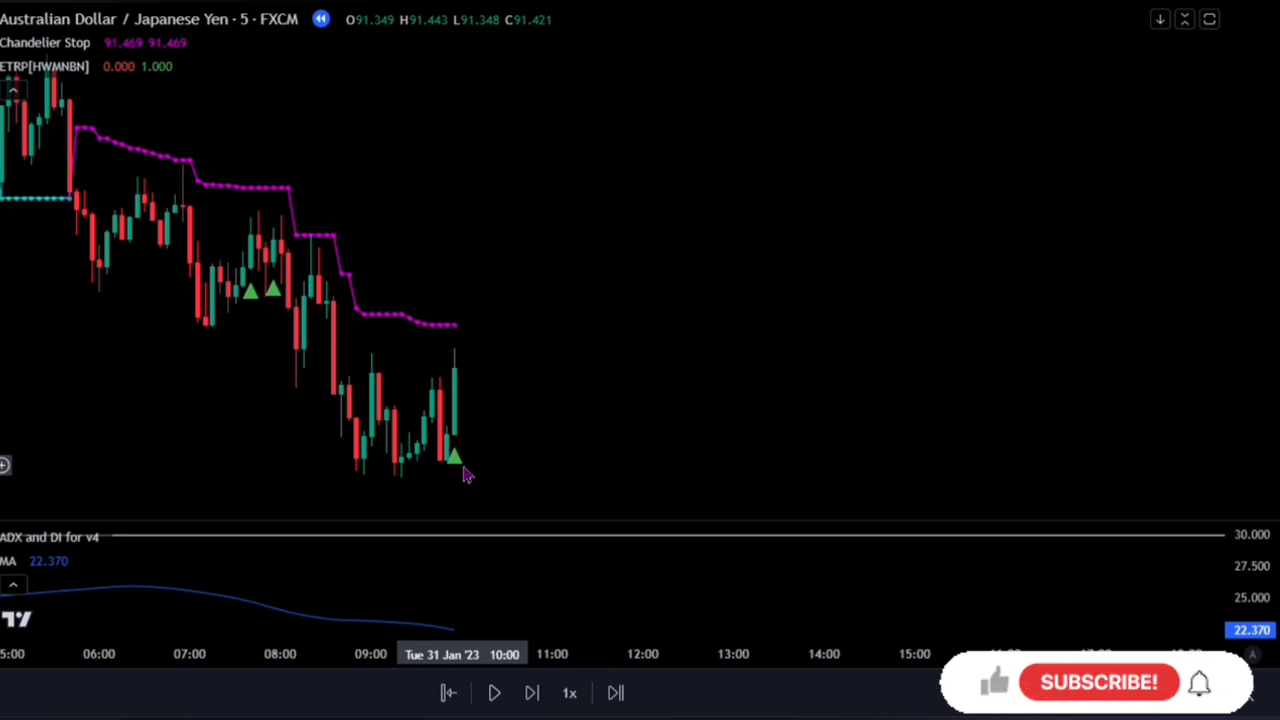 Australian Dollar / Japanese Yen · 5 · FXCM O91.349 H91.443 L91.348 C91.421
Chandelier Stop 91.469 91.469
ETRP[HWMNBN] 0.000 1.000
ADX and DI for v4
MA 22.370
30.000
27.500
25.000
22.370
5:00 06:00 07:00 08:00 09:00 Tue 31 Jan '23 10:00 11:00 12:00 13:00 14:00 15:00
A
1x
SUBSCRIBE!